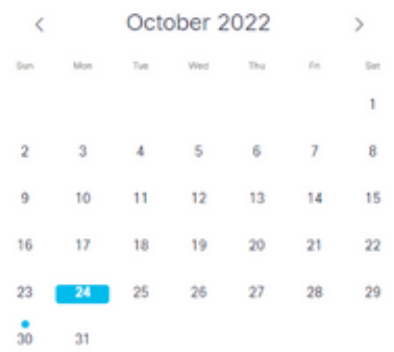 October 2022
Sun Mon Tue Wed Thu Fri Sat
1
2 3 4 5 6 7 8
9 10 11 12 13 14 15
16 17 18 19 20 21 22
23 24 25 26 27 28 29
30 31